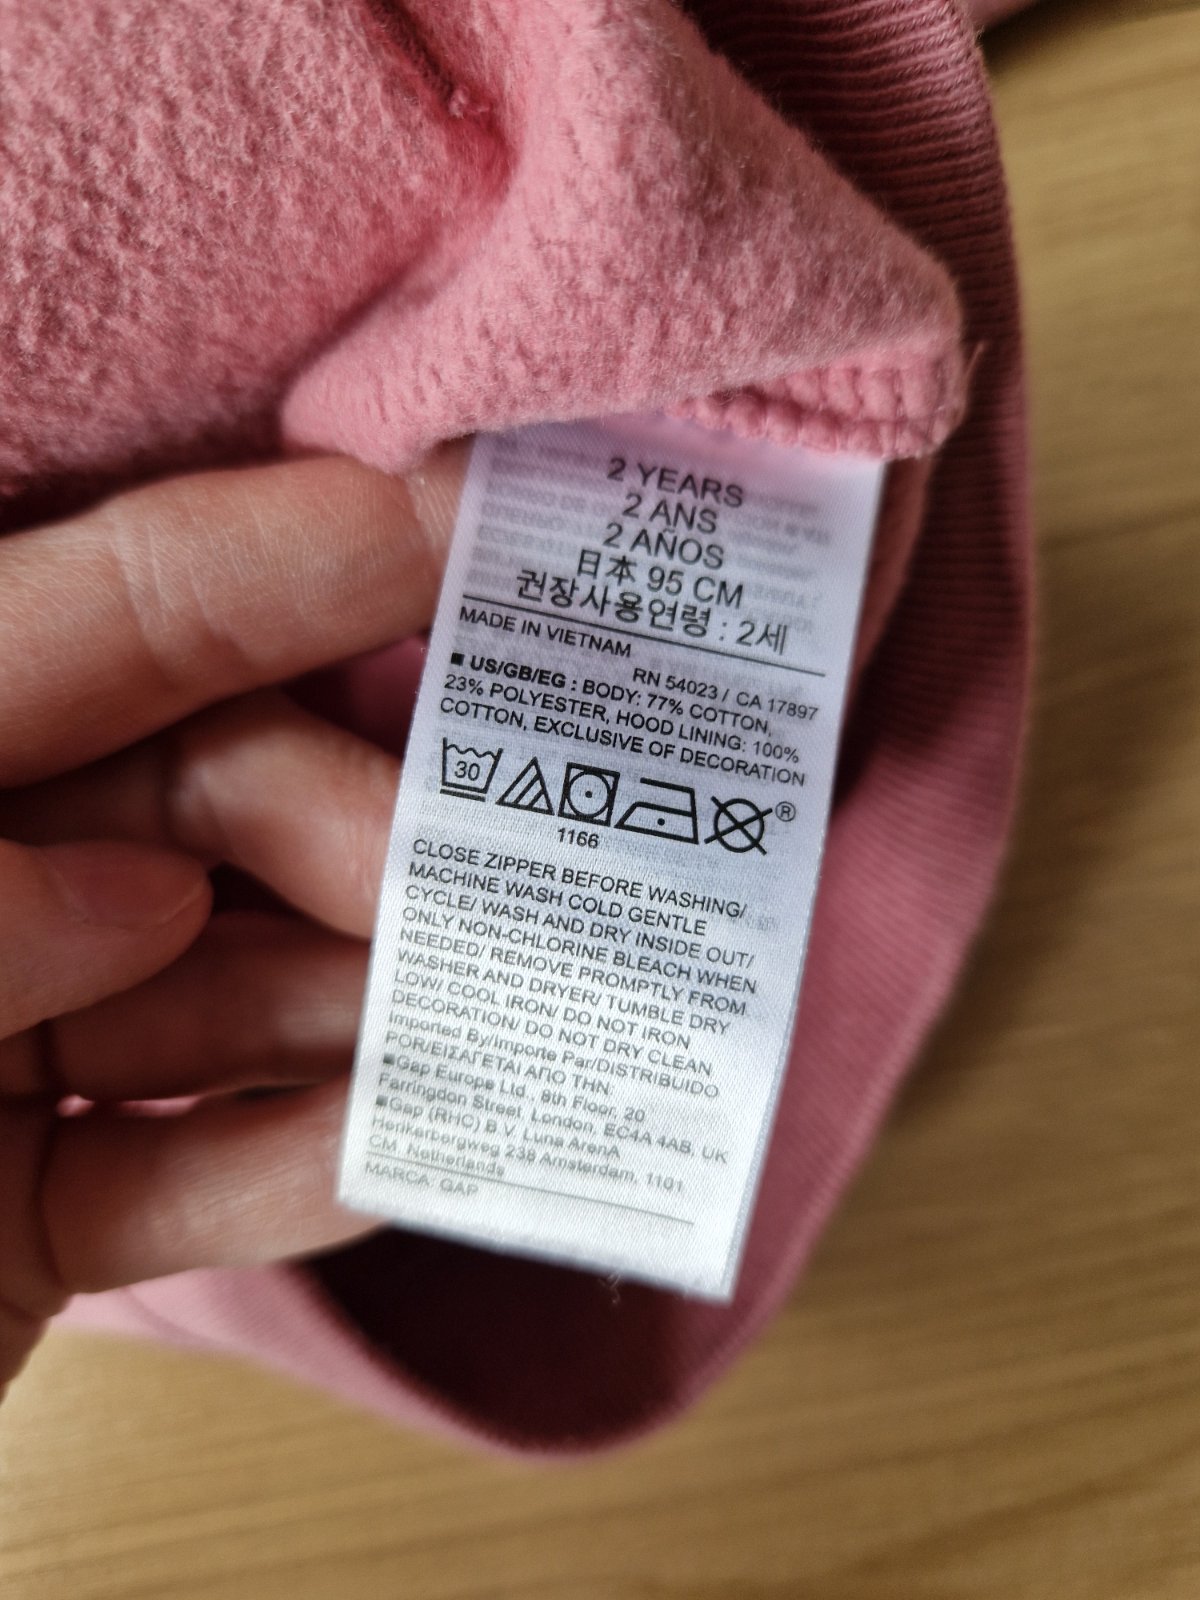 2 YEARS
2 ANS
2 AÑOS
日本 95 CM
권장사용연령 : 2세
MADE IN VIETNAM
RN 54023 / CA 17897
■ US/GB/EG : BODY: 77% COTTON,
23% POLYESTER, HOOD LINING: 100%
COTTON, EXCLUSIVE OF DECORATION
30
®
1166
CLOSE ZIPPER BEFORE WASHING/
MACHINE WASH COLD GENTLE
CYCLE/ WASH AND DRY INSIDE OUT/
ONLY NON-CHLORINE BLEACH WHEN
NEEDED/ REMOVE PROMPTLY FROM
WASHER AND DRYER/ TUMBLE DRY
LOW/ COOL IRON/ DO NOT IRON
DECORATION/ DO NOT DRY CLEAN
Imported By/Importe Par/DISTRIBUIDO
POR/ΕΙΣΑΓΕΤΑΙ ΑΠΟ ΤΗΝ:
■Gap Europe Ltd., 8th Floor, 20
Farringdon Street, London, EC4A 4AB, UK
■Gap (RHC) B.V. Luna ArenA
Herikerbergweg 238 Amsterdam, 1101
CM, Netherlands
MARCA: GAP